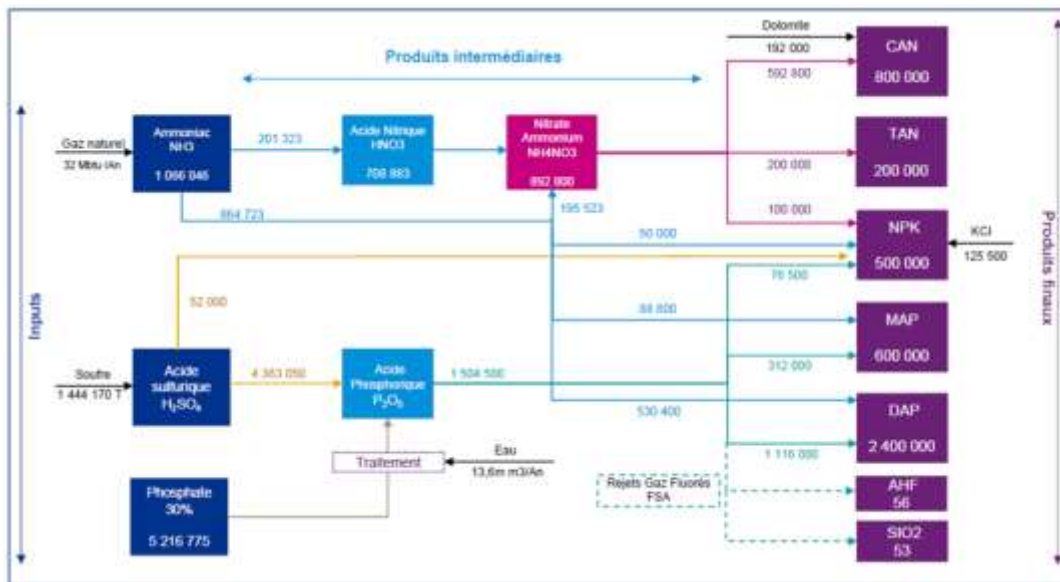 Dolomite
192 000
CAN
800 000
Produits intermédiaires
592 800
Gaz naturel
32 Mbtu /An
Ammoniac
NH3
1 066 046
201 323
Acide Nitrique
HNO3
708 883
Nitrate
Ammonium
NH4NO3
892 800
TAN
200 000
200 000
864 723
195 523
100 000
50 000
NPK
500 000
KCl
125 500
76 500
52 000
88 800
MAP
600 000
Inputs
Produits finaux
Soufre
1 444 170 T
Acide
sulfurique
H2SO4
4 363 050
Acide
Phosphorique
P2O5
1 504 500
312 000
530 400
DAP
2 400 000
1 116 000
Traitement
Eau
13,6m m3/An
Phosphate
30%
5 216 775
Rejets Gaz Fluorés
FSA
AHF
56
SIO2
53